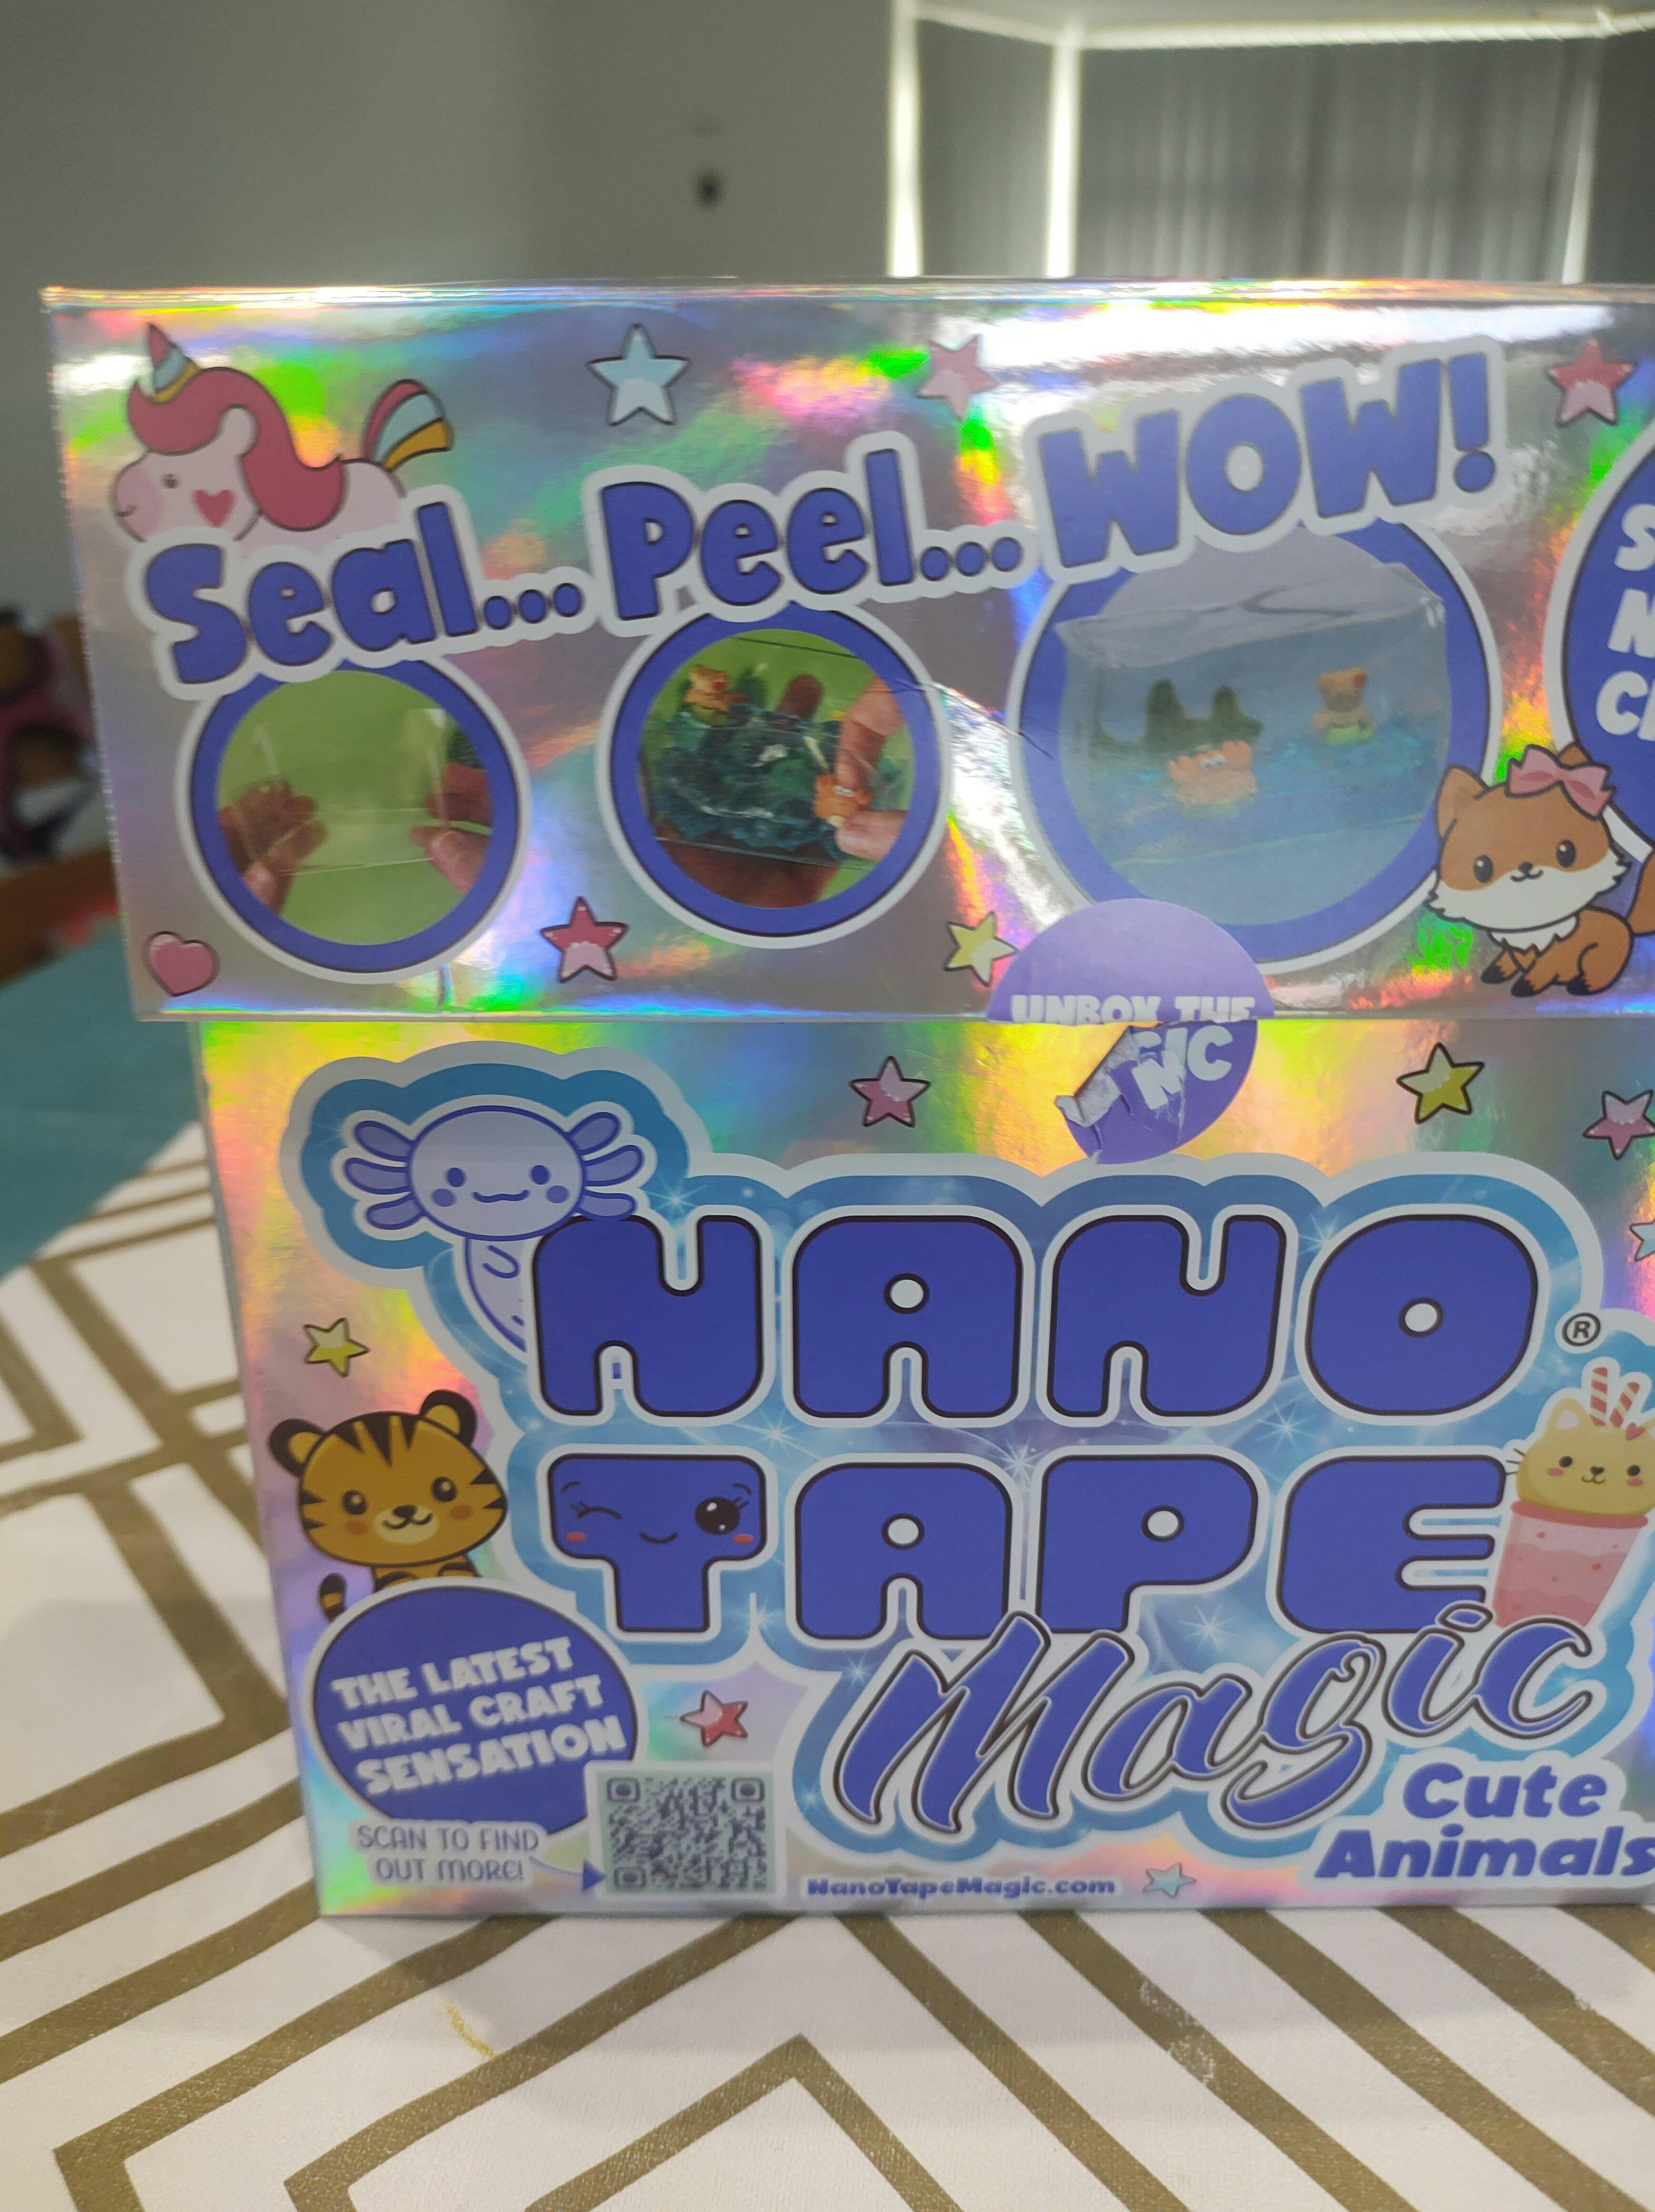 Seal... Peel... WOW!
UNBOX THE
NANO
TAPE
®
Magic
Cute
Animals
THE LATEST
VIRAL CRAFT
SENSATION
SCAN TO FIND
OUT MORE!
NanoTapeMagic.com